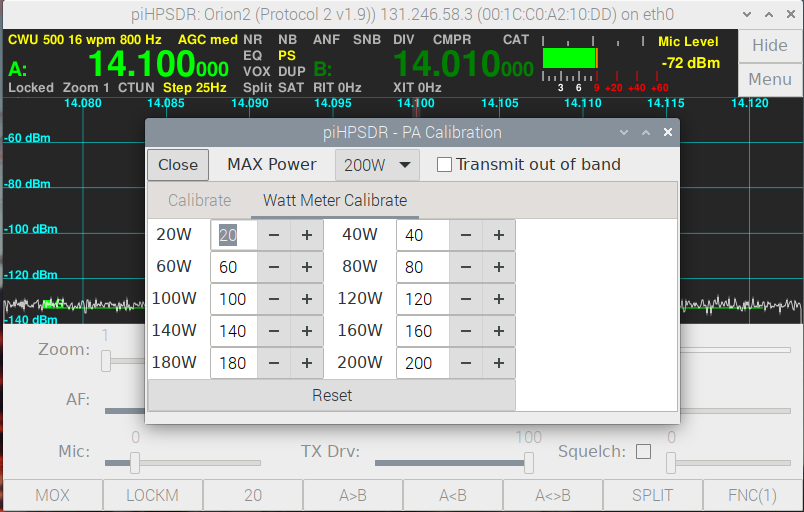 piHPSDR: Orion2 (Protocol 2 v1.9)) 131.246.58.3 (00:1C:C0:A2:10:DD) on eth0
CWU 500 16 wpm 800 Hz AGC med NR NB ANF SNB DIV CMPR CAT Mic Level Hide
A: 14.100000 EQ PS B: 14.010000 -72 dBm
VOX DUP
Locked Zoom 1 CTUN Step 25Hz Split SAT RIT 0Hz XIT 0Hz 3 6 9 +20 +40 +60 Menu
14.080 14.085 14.090 14.095 14.100 14.105 14.110 14.115 14.120
piHPSDR - PA Calibration
-60 dBm
Close MAX Power 200W Transmit out of band
-80 dBm
Calibrate Watt Meter Calibrate
-100 dBm
20W 20 − + 40W 40 − +
60W 60 − + 80W 80 − +
-120 dBm
100W 100 − + 120W 120 − +
-140 dBm
140W 140 − + 160W 160 − +
180W 180 − + 200W 200 − +
Reset
Zoom: 1
AF:
Mic: 0 TX Drv: 100 Squelch: 0
MOX LOCKM 20 A>B A<B A<>B SPLIT FNC(1)